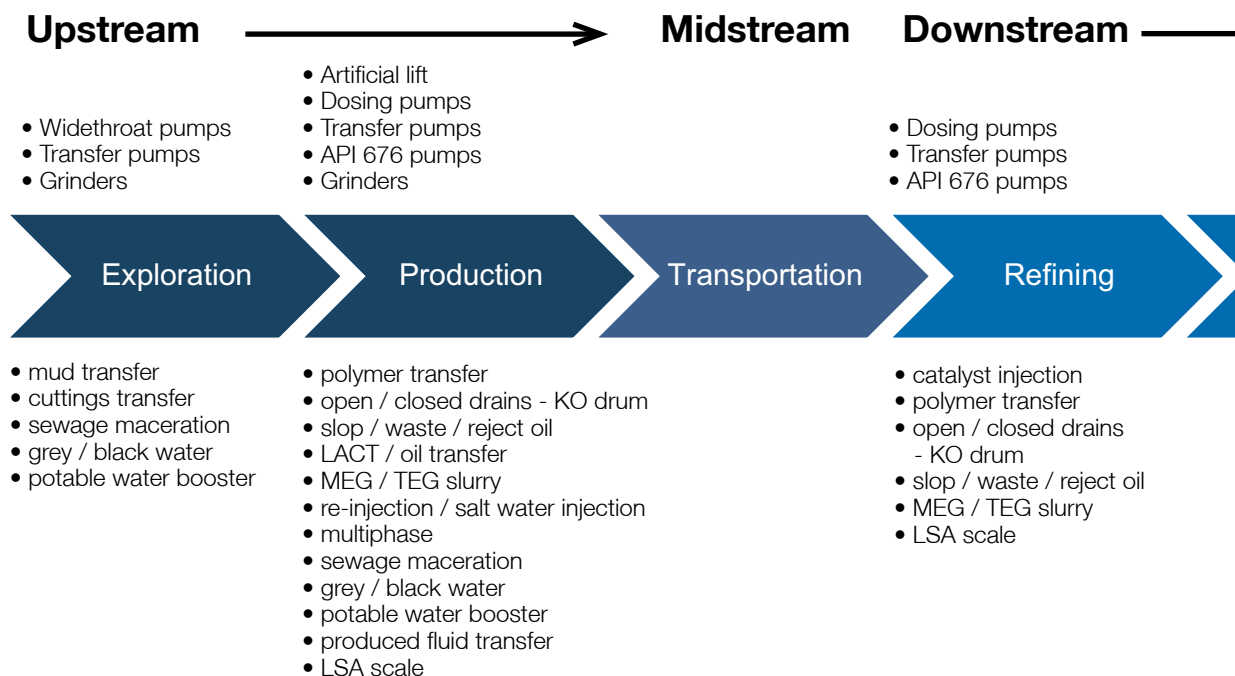 Upstream
Midstream
Downstream
• Widethroat pumps
• Transfer pumps
• Grinders
• Artificial lift
• Dosing pumps
• Transfer pumps
• API 676 pumps
• Grinders
• Dosing pumps
• Transfer pumps
• API 676 pumps
Exploration
Production
Transportation
Refining
• mud transfer
• cuttings transfer
• sewage maceration
• grey / black water
• potable water booster
• polymer transfer
• open / closed drains - KO drum
• slop / waste / reject oil
• LACT / oil transfer
• MEG / TEG slurry
• re-injection / salt water injection
• multiphase
• sewage maceration
• grey / black water
• potable water booster
• produced fluid transfer
• LSA scale
• catalyst injection
• polymer transfer
• open / closed drains
- KO drum
• slop / waste / reject oil
• MEG / TEG slurry
• LSA scale